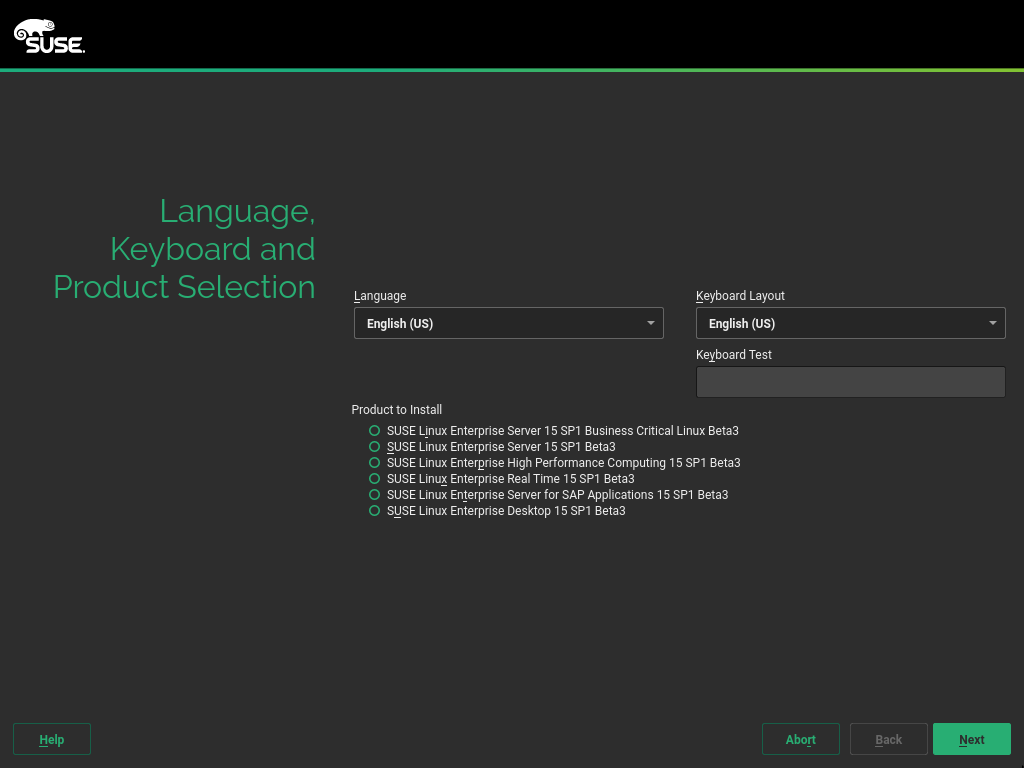 SUSE.
Language,
Keyboard and
Product Selection
Language
Keyboard Layout
English (US)
English (US)
Keyboard Test
Product to Install
SUSE Linux Enterprise Server 15 SP1 Business Critical Linux Beta3
SUSE Linux Enterprise Server 15 SP1 Beta3
SUSE Linux Enterprise High Performance Computing 15 SP1 Beta3
SUSE Linux Enterprise Real Time 15 SP1 Beta3
SUSE Linux Enterprise Server for SAP Applications 15 SP1 Beta3
SUSE Linux Enterprise Desktop 15 SP1 Beta3
Help
Abort
Back
Next